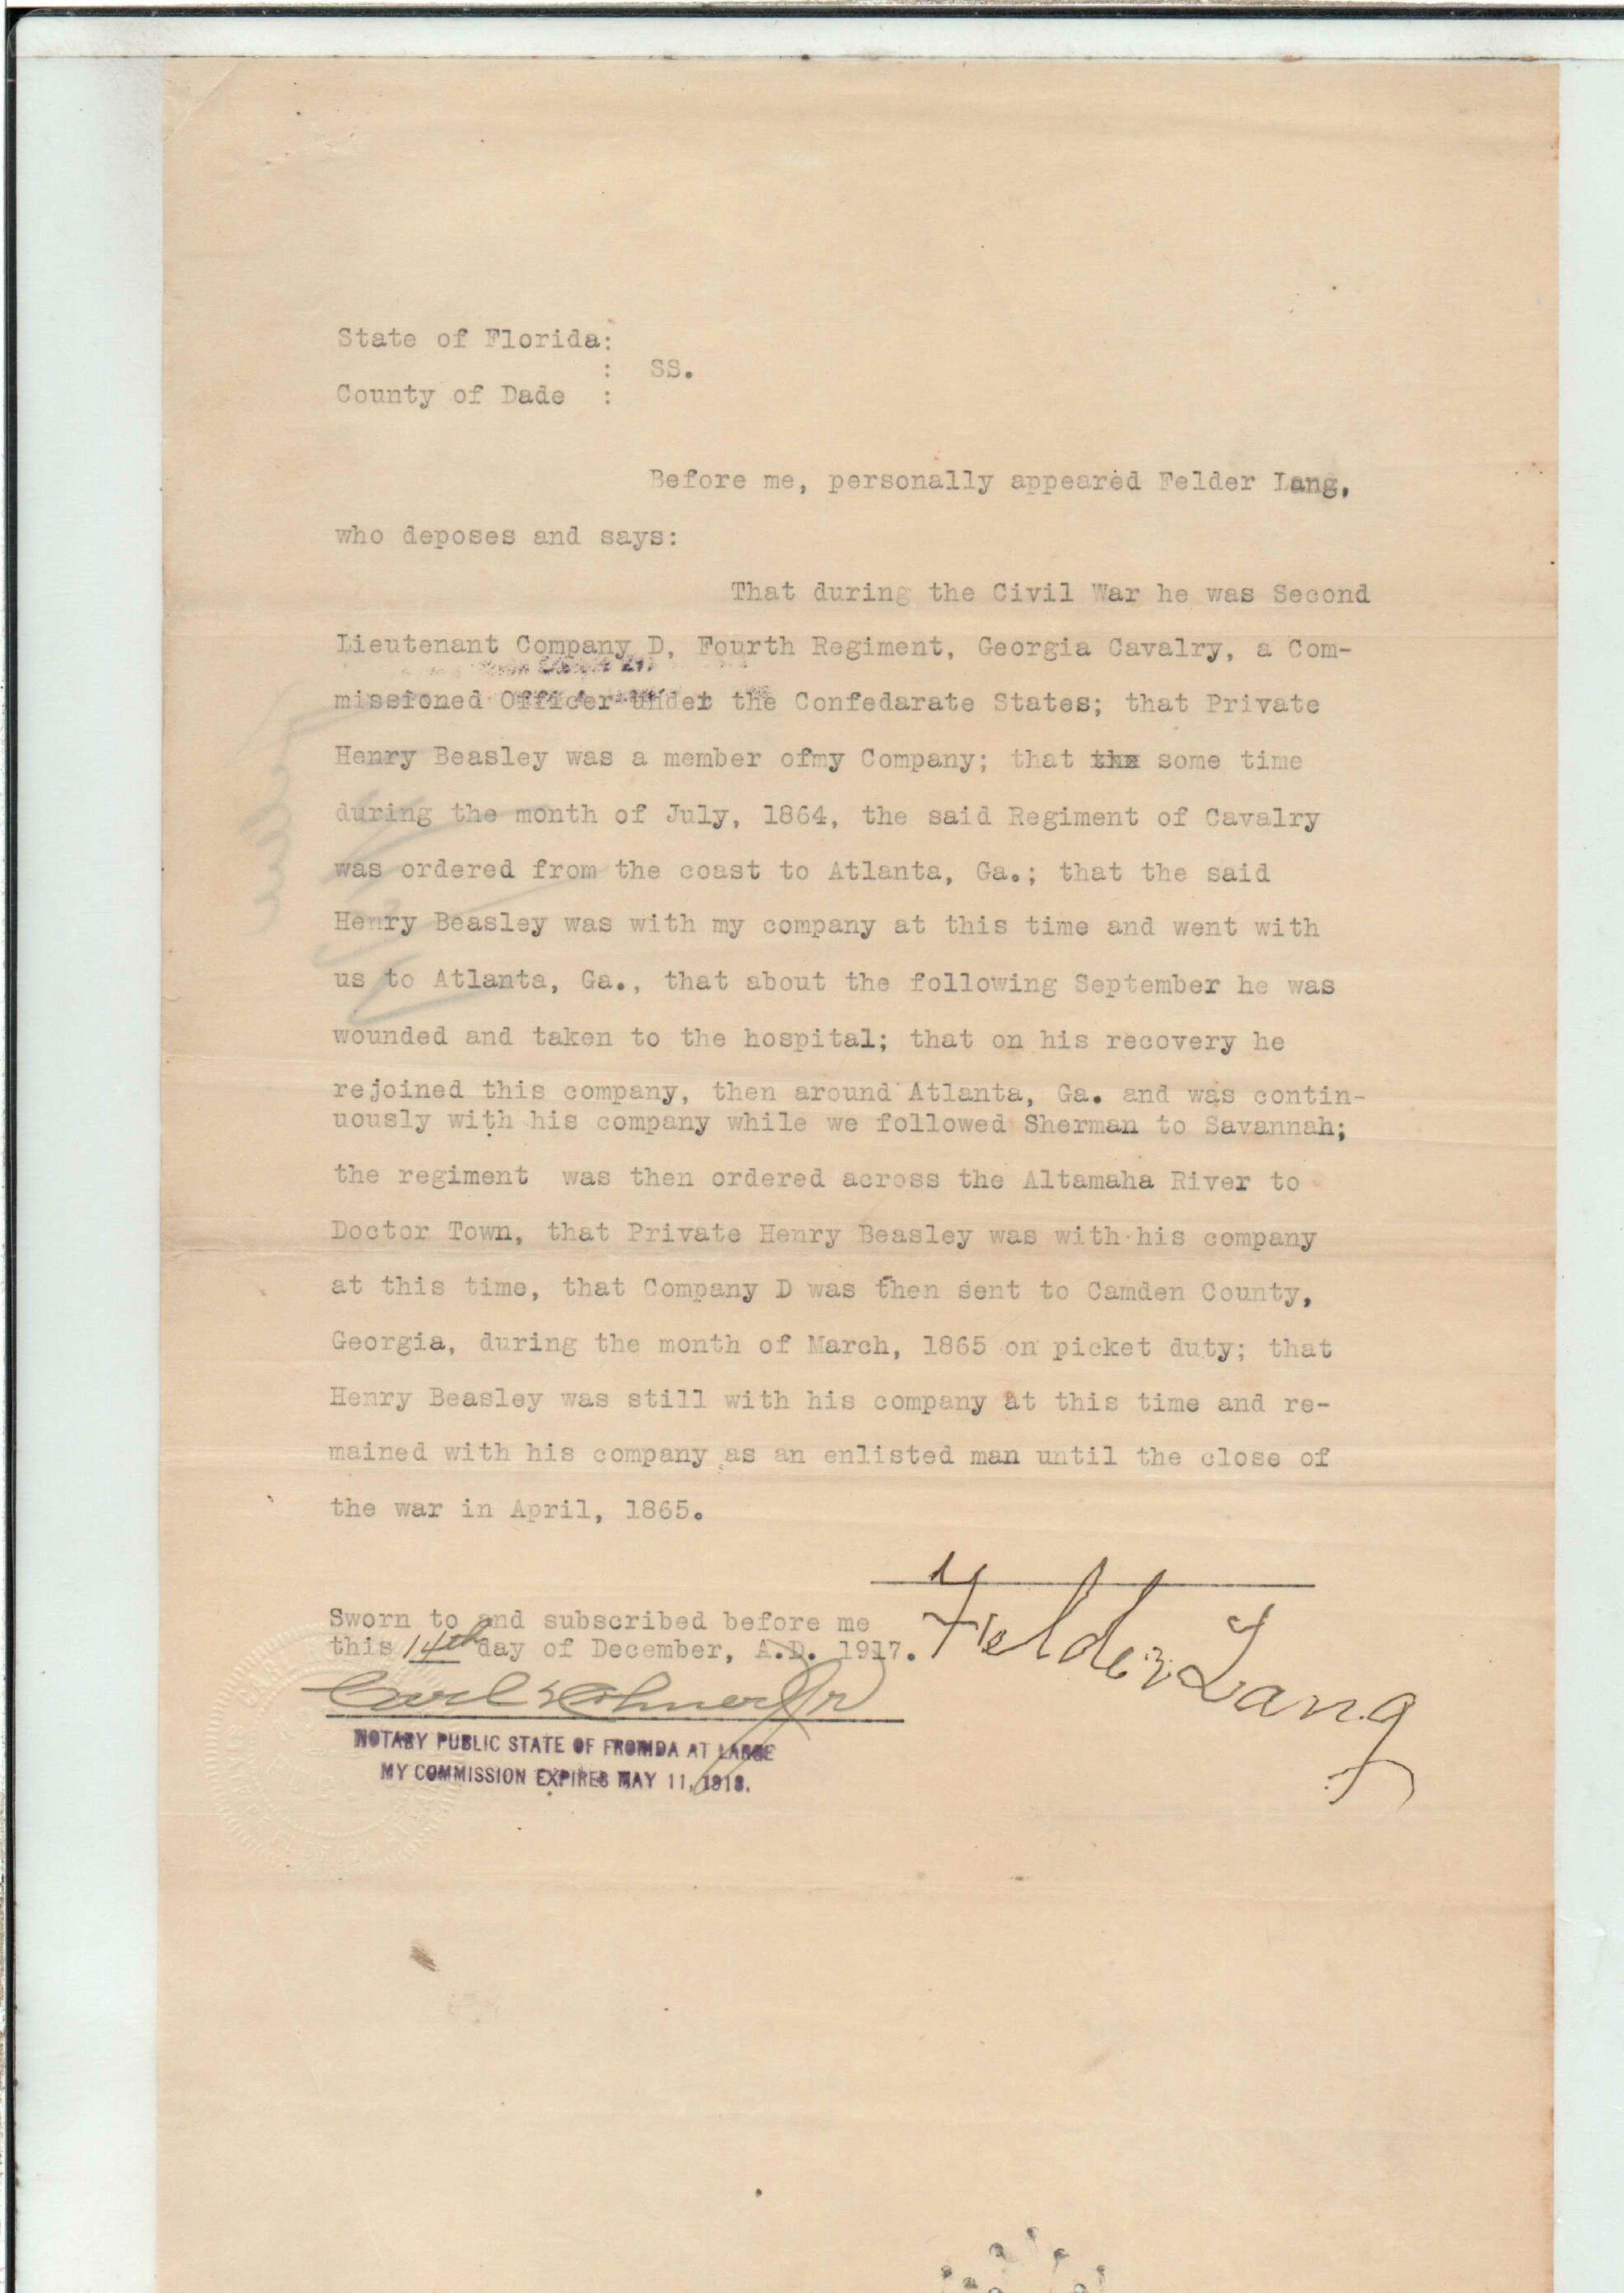 State of Florida:
: SS.
County of Dade :
Before me, personally appeared Felder Lang,
who deposes and says:
That during the Civil War he was Second
Lieutenant Company D, Fourth Regiment, Georgia Cavalry, a Com-
missioned Officer under the Confedarate States; that Private
Henry Beasley was a member ofmy Company; that the some time
during the month of July, 1864, the said Regiment of Cavalry
was ordered from the coast to Atlanta, Ga.; that the said
Henry Beasley was with my company at this time and went with
us to Atlanta, Ga., that about the following September he was
wounded and taken to the hospital; that on his recovery he
rejoined this company, then around Atlanta, Ga. and was contin-
uously with his company while we followed Sherman to Savannah;
the regiment was then ordered across the Altamaha River to
Doctor Town, that Private Henry Beasley was with his company
at this time, that Company D was then sent to Camden County,
Georgia, during the month of March, 1865 on picket duty; that
Henry Beasley was still with his company at this time and re-
mained with his company as an enlisted man until the close of
the war in April, 1865.
Sworn to and subscribed before me
this 14th day of December, A.D. 1917.
Felder Lang
Carl
NOTARY PUBLIC STATE OF FRORIDA AT LARGE
MY COMMISSION EXPIRES MAY 11, 1918.